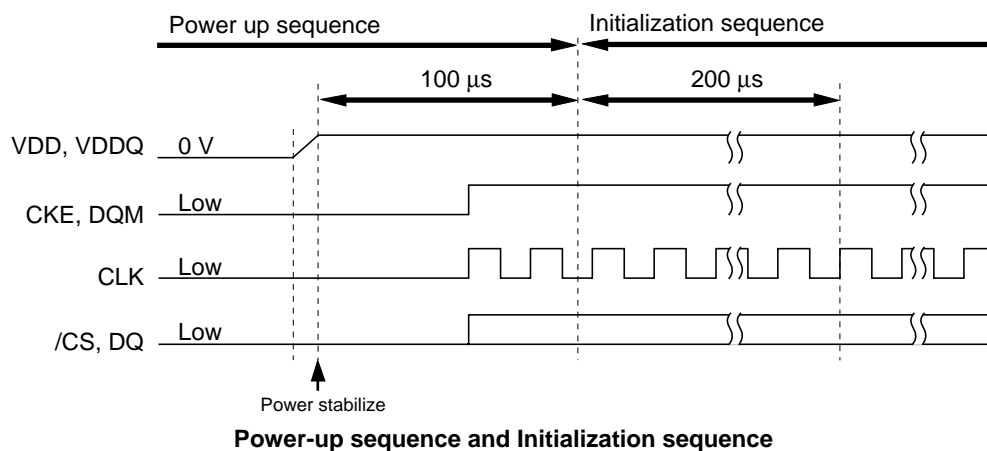 Power up sequence
Initialization sequence
100 µs
200 µs
VDD, VDDQ
0 V
CKE, DQM
Low
CLK
Low
/CS, DQ
Low
Power stabilize
Power-up sequence and Initialization sequence